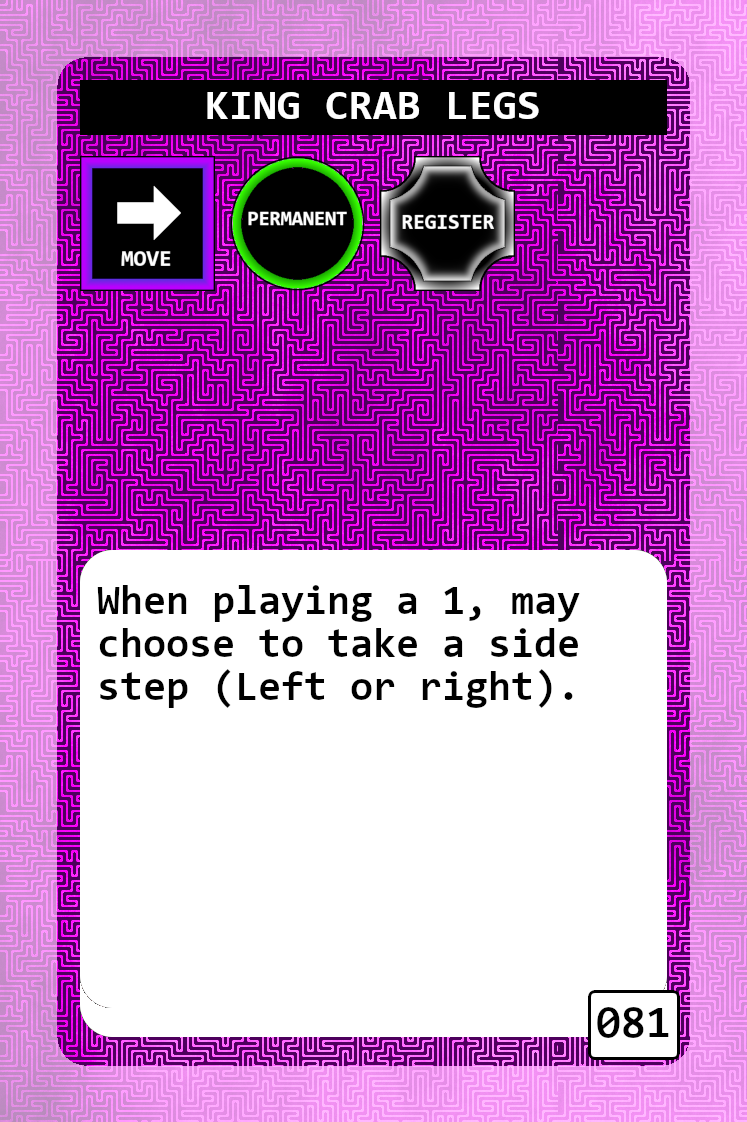 KING CRAB LEGS
MOVE
PERMANENT
REGISTER
When playing a 1, may
choose to take a side
step (Left or right).
081